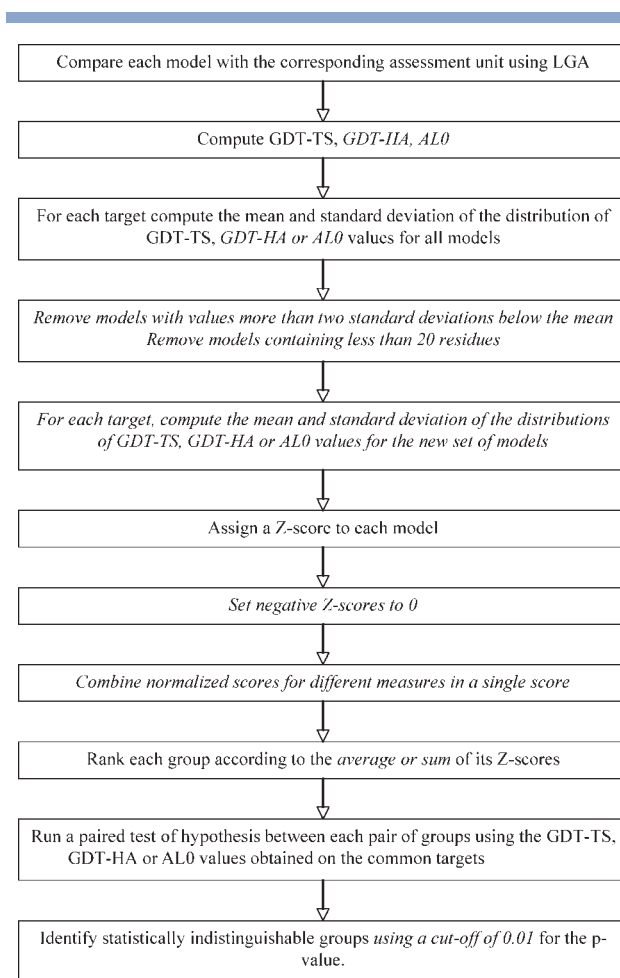 Compare each model with the corresponding assessment unit using LGA
Compute GDT-TS, GDT-HA, AL0
For each target compute the mean and standard deviation of the distribution of
GDT-TS, GDT-HA or AL0 values for all models
Remove models with values more than two standard deviations below the mean
Remove models containing less than 20 residues
For each target, compute the mean and standard deviation of the distributions
of GDT-TS, GDT-HA or AL0 values for the new set of models
Assign a Z-score to each model
Set negative Z-scores to 0
Combine normalized scores for different measures in a single score
Rank each group according to the average or sum of its Z-scores
Run a paired test of hypothesis between each pair of groups using the GDT-TS,
GDT-HA or AL0 values obtained on the common targets
Identify statistically indistinguishable groups using a cut-off of 0.01 for the p-
value.